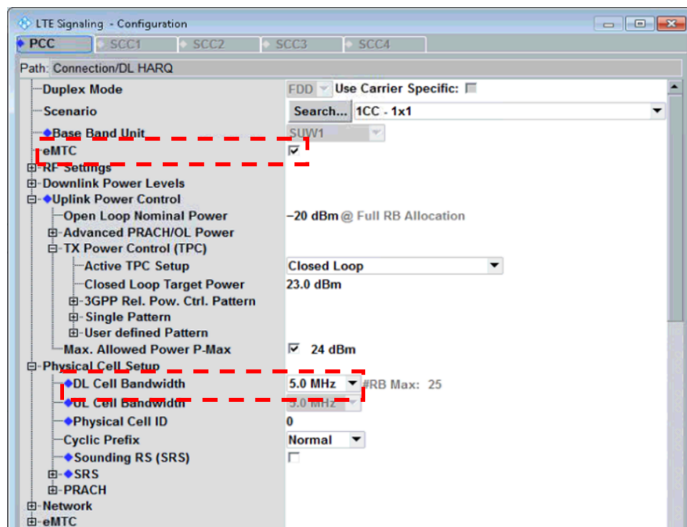 LTE Signaling - Configuration
PCC SCC1 SCC2 SCC3 SCC4
Path: Connection/DL HARQ
Duplex Mode FDD Use Carrier Specific:
Scenario Search... 1CC - 1x1
Base Band Unit SUW1
eMTC
RF Settings
Downlink Power Levels
Uplink Power Control
Open Loop Nominal Power −20 dBm @ Full RB Allocation
Advanced PRACH/OL Power
TX Power Control (TPC)
Active TPC Setup Closed Loop
Closed Loop Target Power 23.0 dBm
3GPP Rel. Pow. Ctrl. Pattern
Single Pattern
User defined Pattern
Max. Allowed Power P-Max 24 dBm
Physical Cell Setup
DL Cell Bandwidth 5.0 MHz #RB Max: 25
UL Cell Bandwidth 5.0 MHz
Physical Cell ID 0
Cyclic Prefix Normal
Sounding RS (SRS)
SRS
PRACH
Network
eMTC